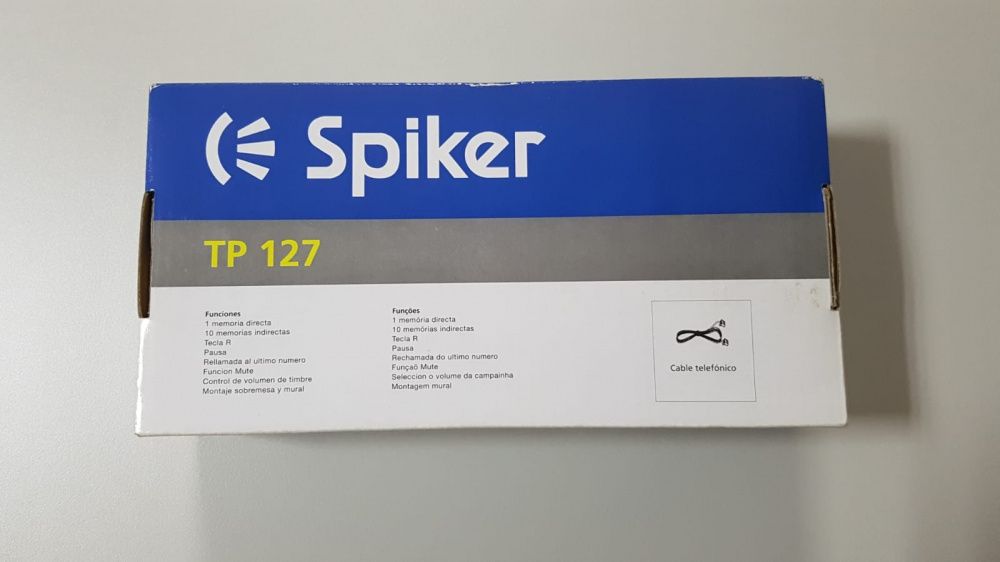 Spiker
TP 127
Funciones
1 memoria directa
10 memorias indirectas
Tecla R
Pausa
Rellamada al ultimo numero
Funcion Mute
Control de volumen de timbre
Montaje sobremesa y mural
Funções
1 memória directa
10 memórias indirectas
Tecla R
Pausa
Rechamada do ultimo numero
Funçaõ Mute
Seleccion o volume da campainha
Montagem mural
Cable telefónico